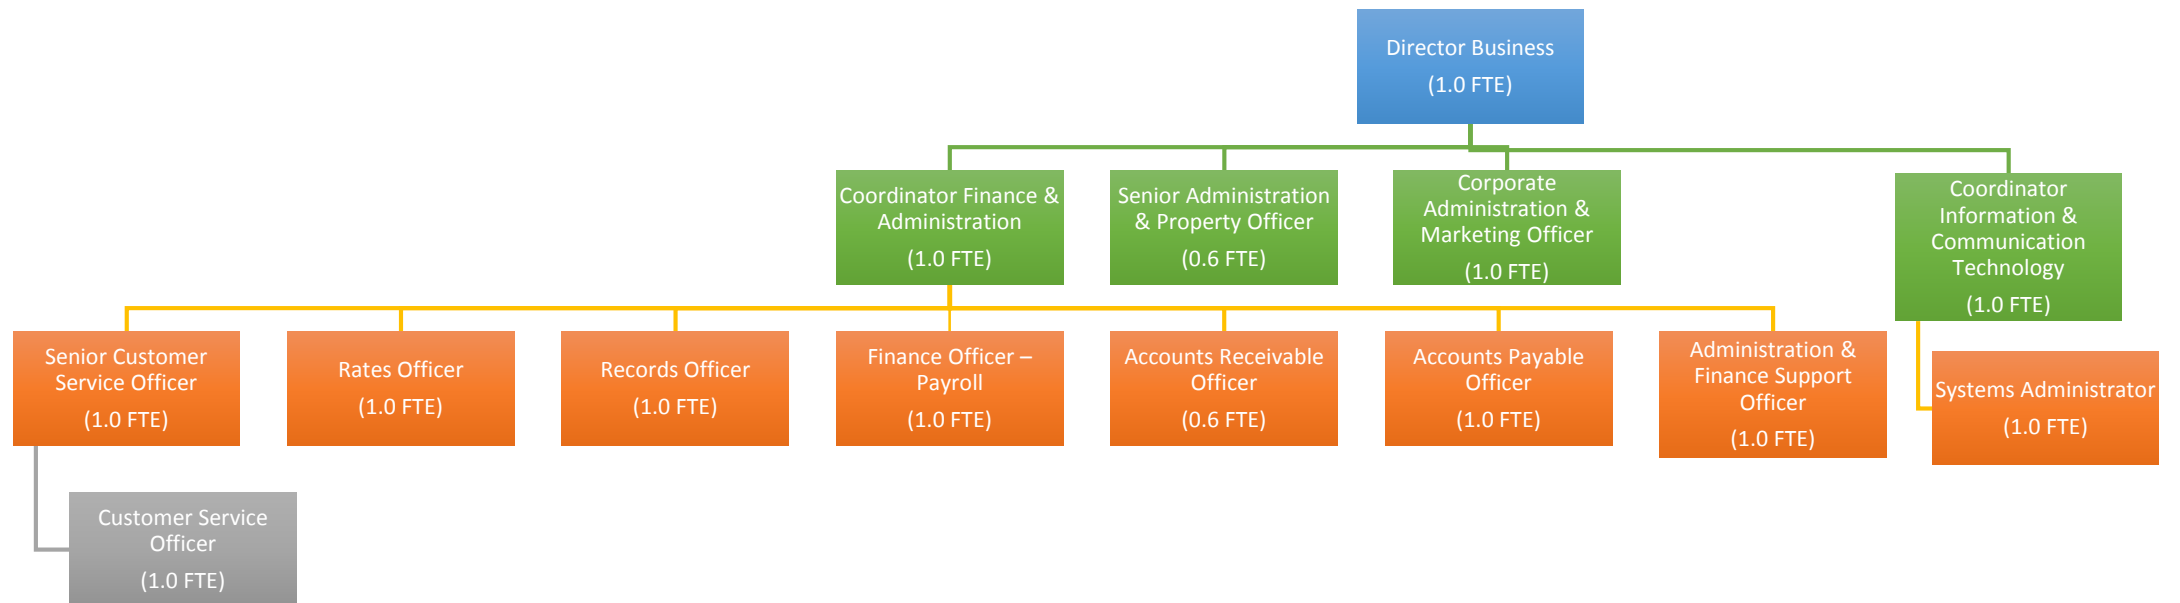 Director Business
(1.0 FTE)
Coordinator Finance &
Administration
(1.0 FTE)
Senior Administration
& Property Officer
(0.6 FTE)
Corporate
Administration &
Marketing Officer
(1.0 FTE)
Coordinator
Information &
Communication
Technology
(1.0 FTE)
Senior Customer
Service Officer
(1.0 FTE)
Rates Officer
(1.0 FTE)
Records Officer
(1.0 FTE)
Finance Officer –
Payroll
(1.0 FTE)
Accounts Receivable
Officer
(0.6 FTE)
Accounts Payable
Officer
(1.0 FTE)
Administration &
Finance Support
Officer
(1.0 FTE)
Systems Administrator
(1.0 FTE)
Customer Service
Officer
(1.0 FTE)